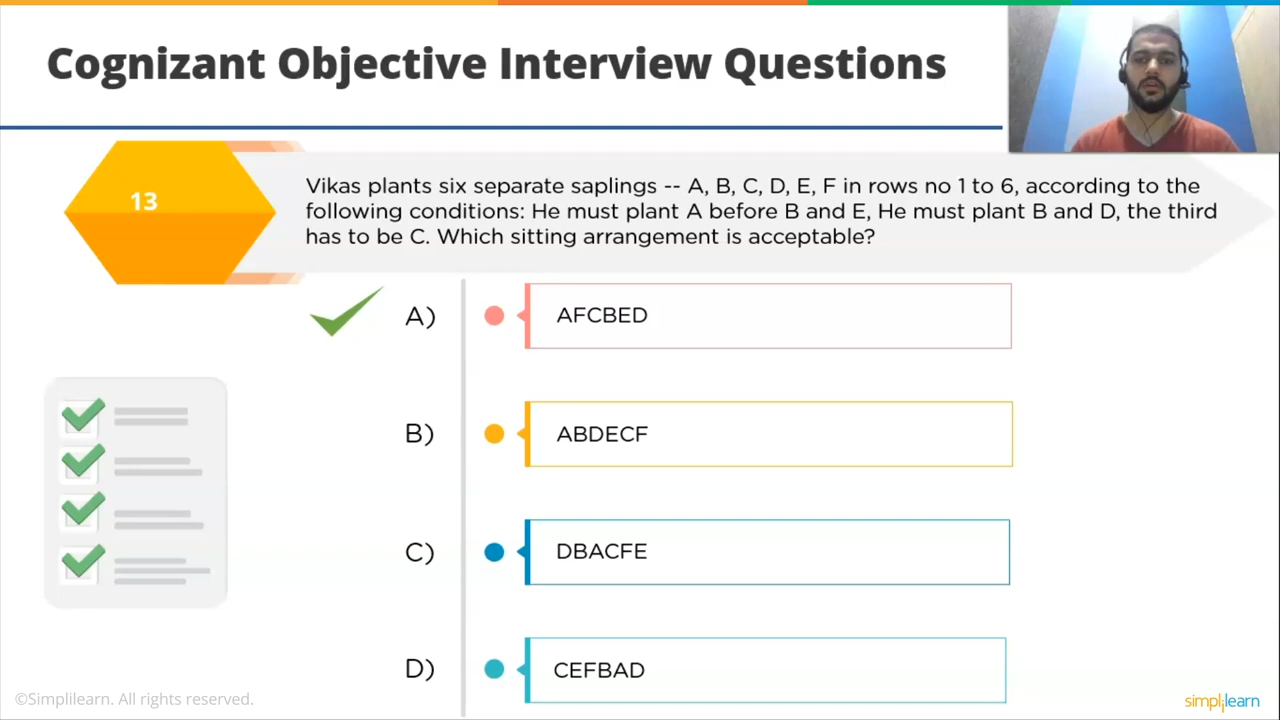 Cognizant Objective Interview Questions
13
Vikas plants six separate saplings -- A, B, C, D, E, F in rows no 1 to 6, according to the
following conditions: He must plant A before B and E, He must plant B and D, the third
has to be C. Which sitting arrangement is acceptable?
A) AFCBED
B) ABDECF
C) DBACFE
D) CEFBAD
©Simplilearn. All rights reserved.
simplilearn